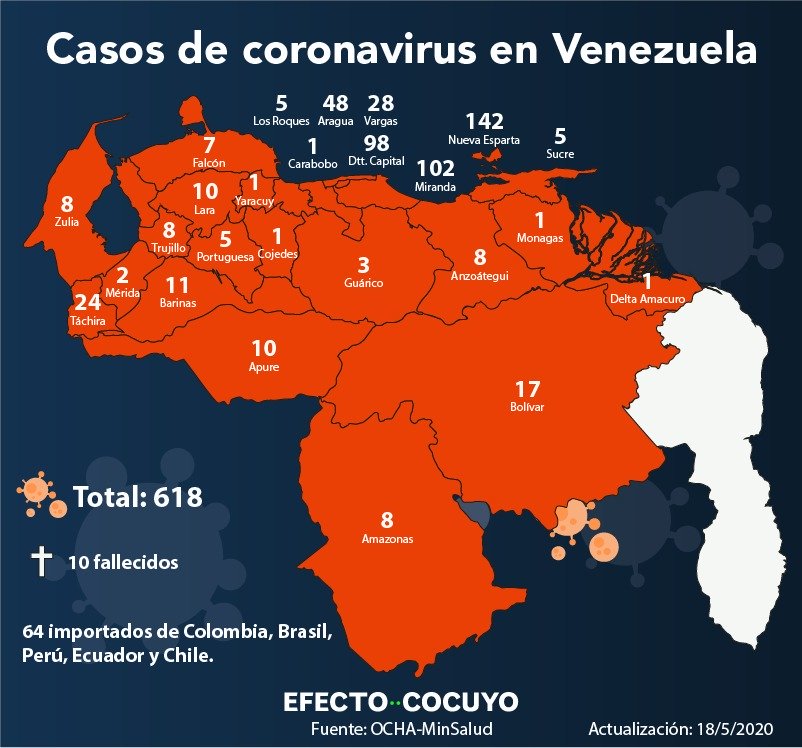 Casos de coronavirus en Venezuela
5
Los Roques
48
Aragua
28
Vargas
142
Nueva Esparta
5
Sucre
1
Carabobo
98
Dtt. Capital
102
Miranda
7
Falcón
10
Lara
1
Yaracuy
8
Zulia
8
Trujillo
5
Portuguesa
1
Cojedes
3
Guárico
8
Anzoátegui
1
Monagas
1
Delta Amacuro
2
Mérida
24
Táchira
11
Barinas
10
Apure
17
Bolívar
8
Amazonas
Total: 618
10 fallecidos
64 importados de Colombia, Brasil,
Perú, Ecuador y Chile.
EFECTO··COCUYO
Fuente: OCHA-MinSalud
Actualización: 18/5/2020